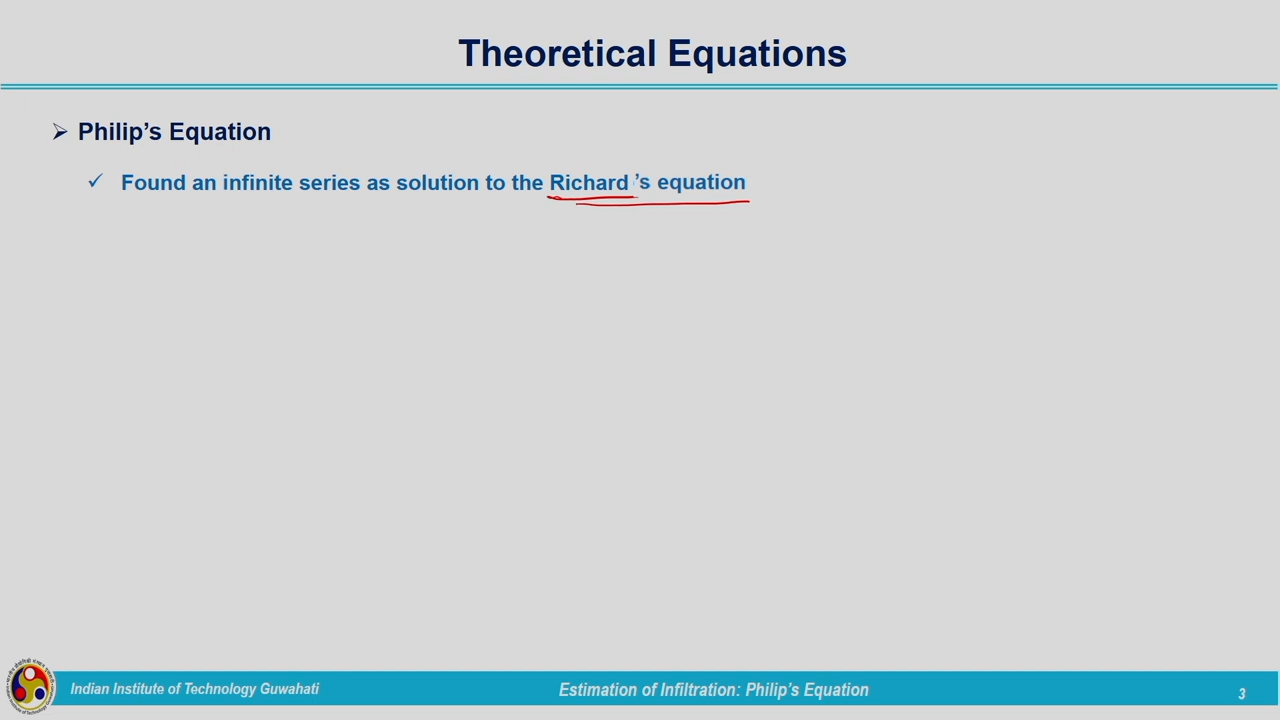 Theoretical Equations
Philip’s Equation
Found an infinite series as solution to the Richard ’s equation
Indian Institute of Technology Guwahati
Estimation of Infiltration: Philip’s Equation
3